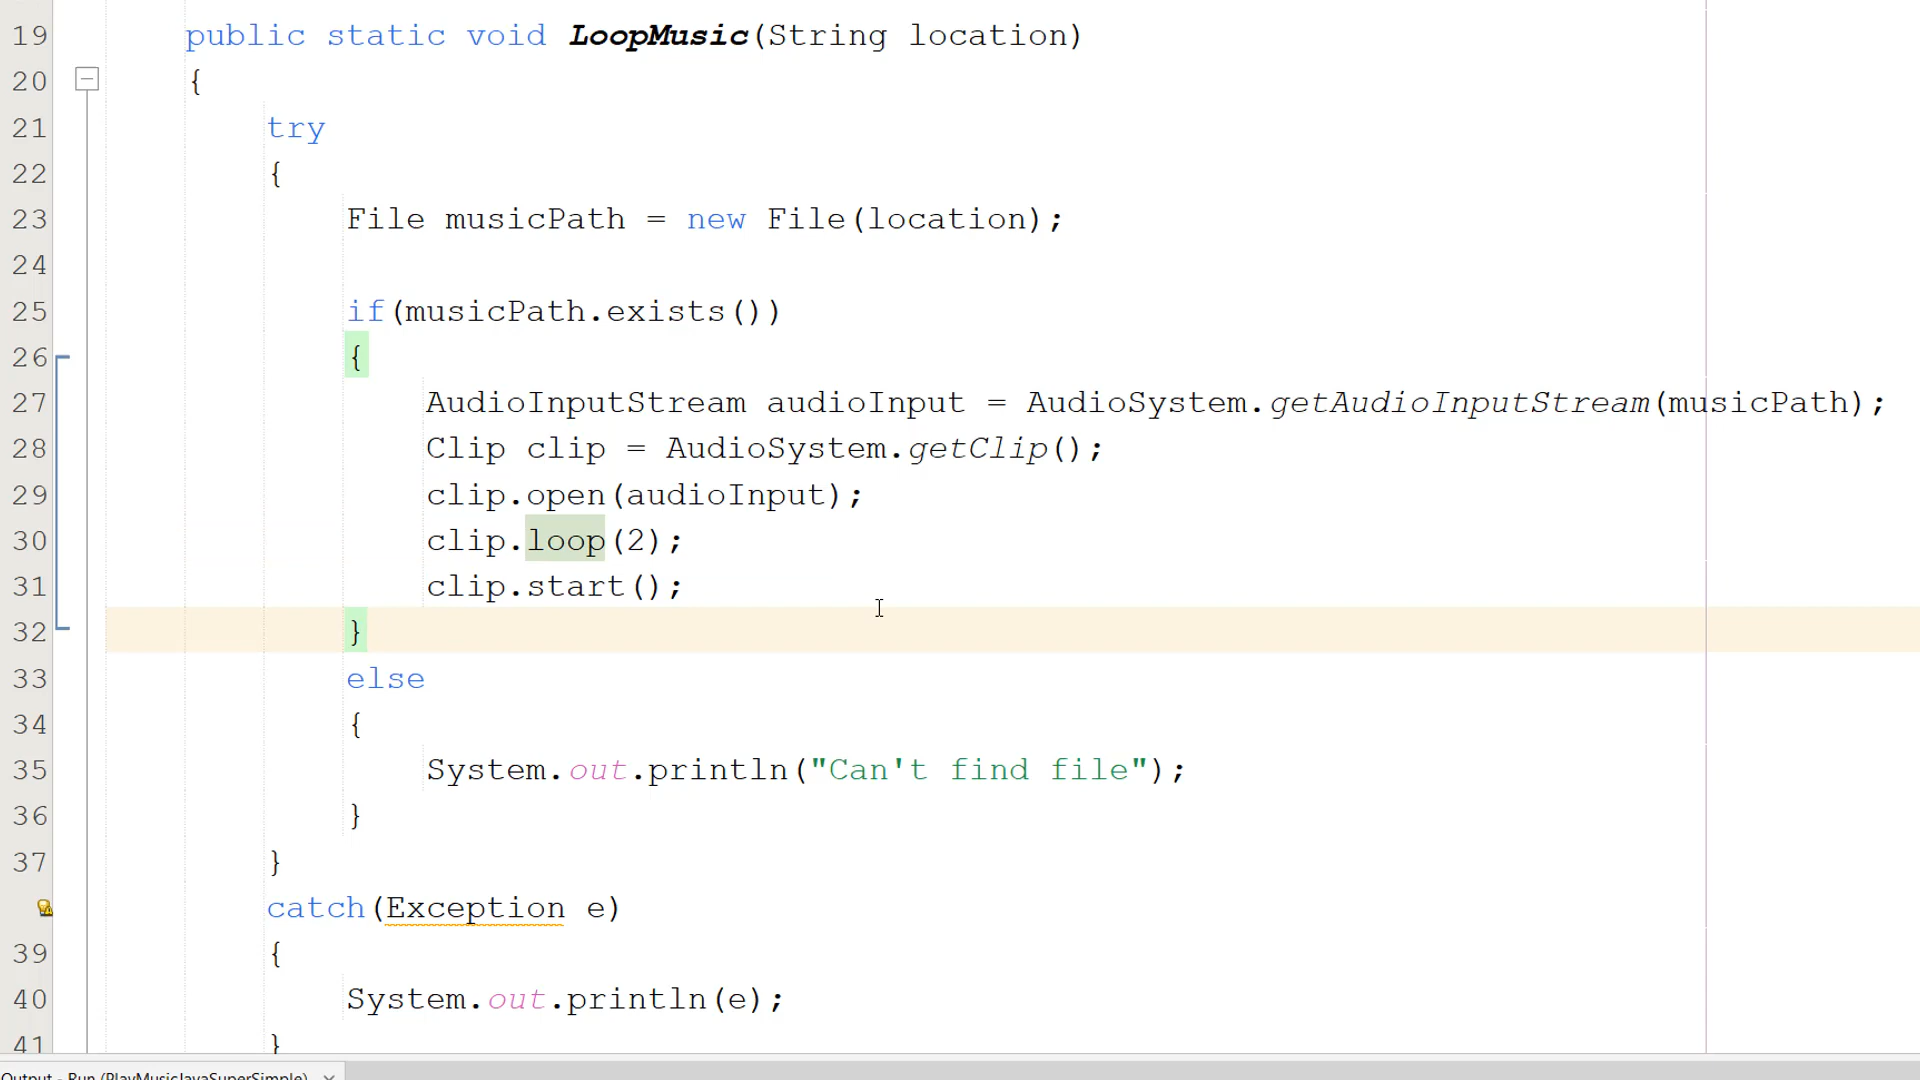 19 public static void LoopMusic(String location)
20 {
21 try
22 {
23 File musicPath = new File(location);
24
25 if(musicPath.exists())
26 {
27 AudioInputStream audioInput = AudioSystem.getAudioInputStream(musicPath);
28 Clip clip = AudioSystem.getClip();
29 clip.open(audioInput);
30 clip.loop(2);
31 clip.start();
32 }
33 else
34 {
35 System.out.println("Can't find file");
36 }
37 }
catch(Exception e)
39 {
40 System.out.println(e);
41 }
Output - Run (PlayMusicJavaSuperSimple)